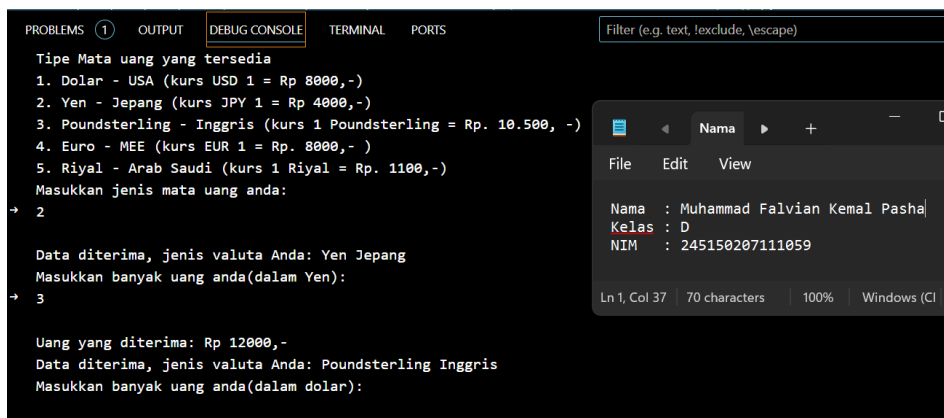 PROBLEMS 1 OUTPUT DEBUG CONSOLE TERMINAL PORTS
Filter (e.g. text, !exclude, \escape)
Tipe Mata uang yang tersedia
1. Dolar - USA (kurs USD 1 = Rp 8000,-)
2. Yen - Jepang (kurs JPY 1 = Rp 4000,-)
3. Poundsterling - Inggris (kurs 1 Poundsterling = Rp. 10.500, -)
4. Euro - MEE (kurs EUR 1 = Rp. 8000,- )
5. Riyal - Arab Saudi (kurs 1 Riyal = Rp. 1100,-)
Masukkan jenis mata uang anda:
→ 2
Data diterima, jenis valuta Anda: Yen Jepang
Masukkan banyak uang anda(dalam Yen):
→ 3
Uang yang diterima: Rp 12000,-
Data diterima, jenis valuta Anda: Poundsterling Inggris
Masukkan banyak uang anda(dalam dolar):
Nama
File Edit View
Nama : Muhammad Falvian Kemal Pasha
Kelas : D
NIM : 245150207111059
Ln 1, Col 37 70 characters 100% Windows (Cl